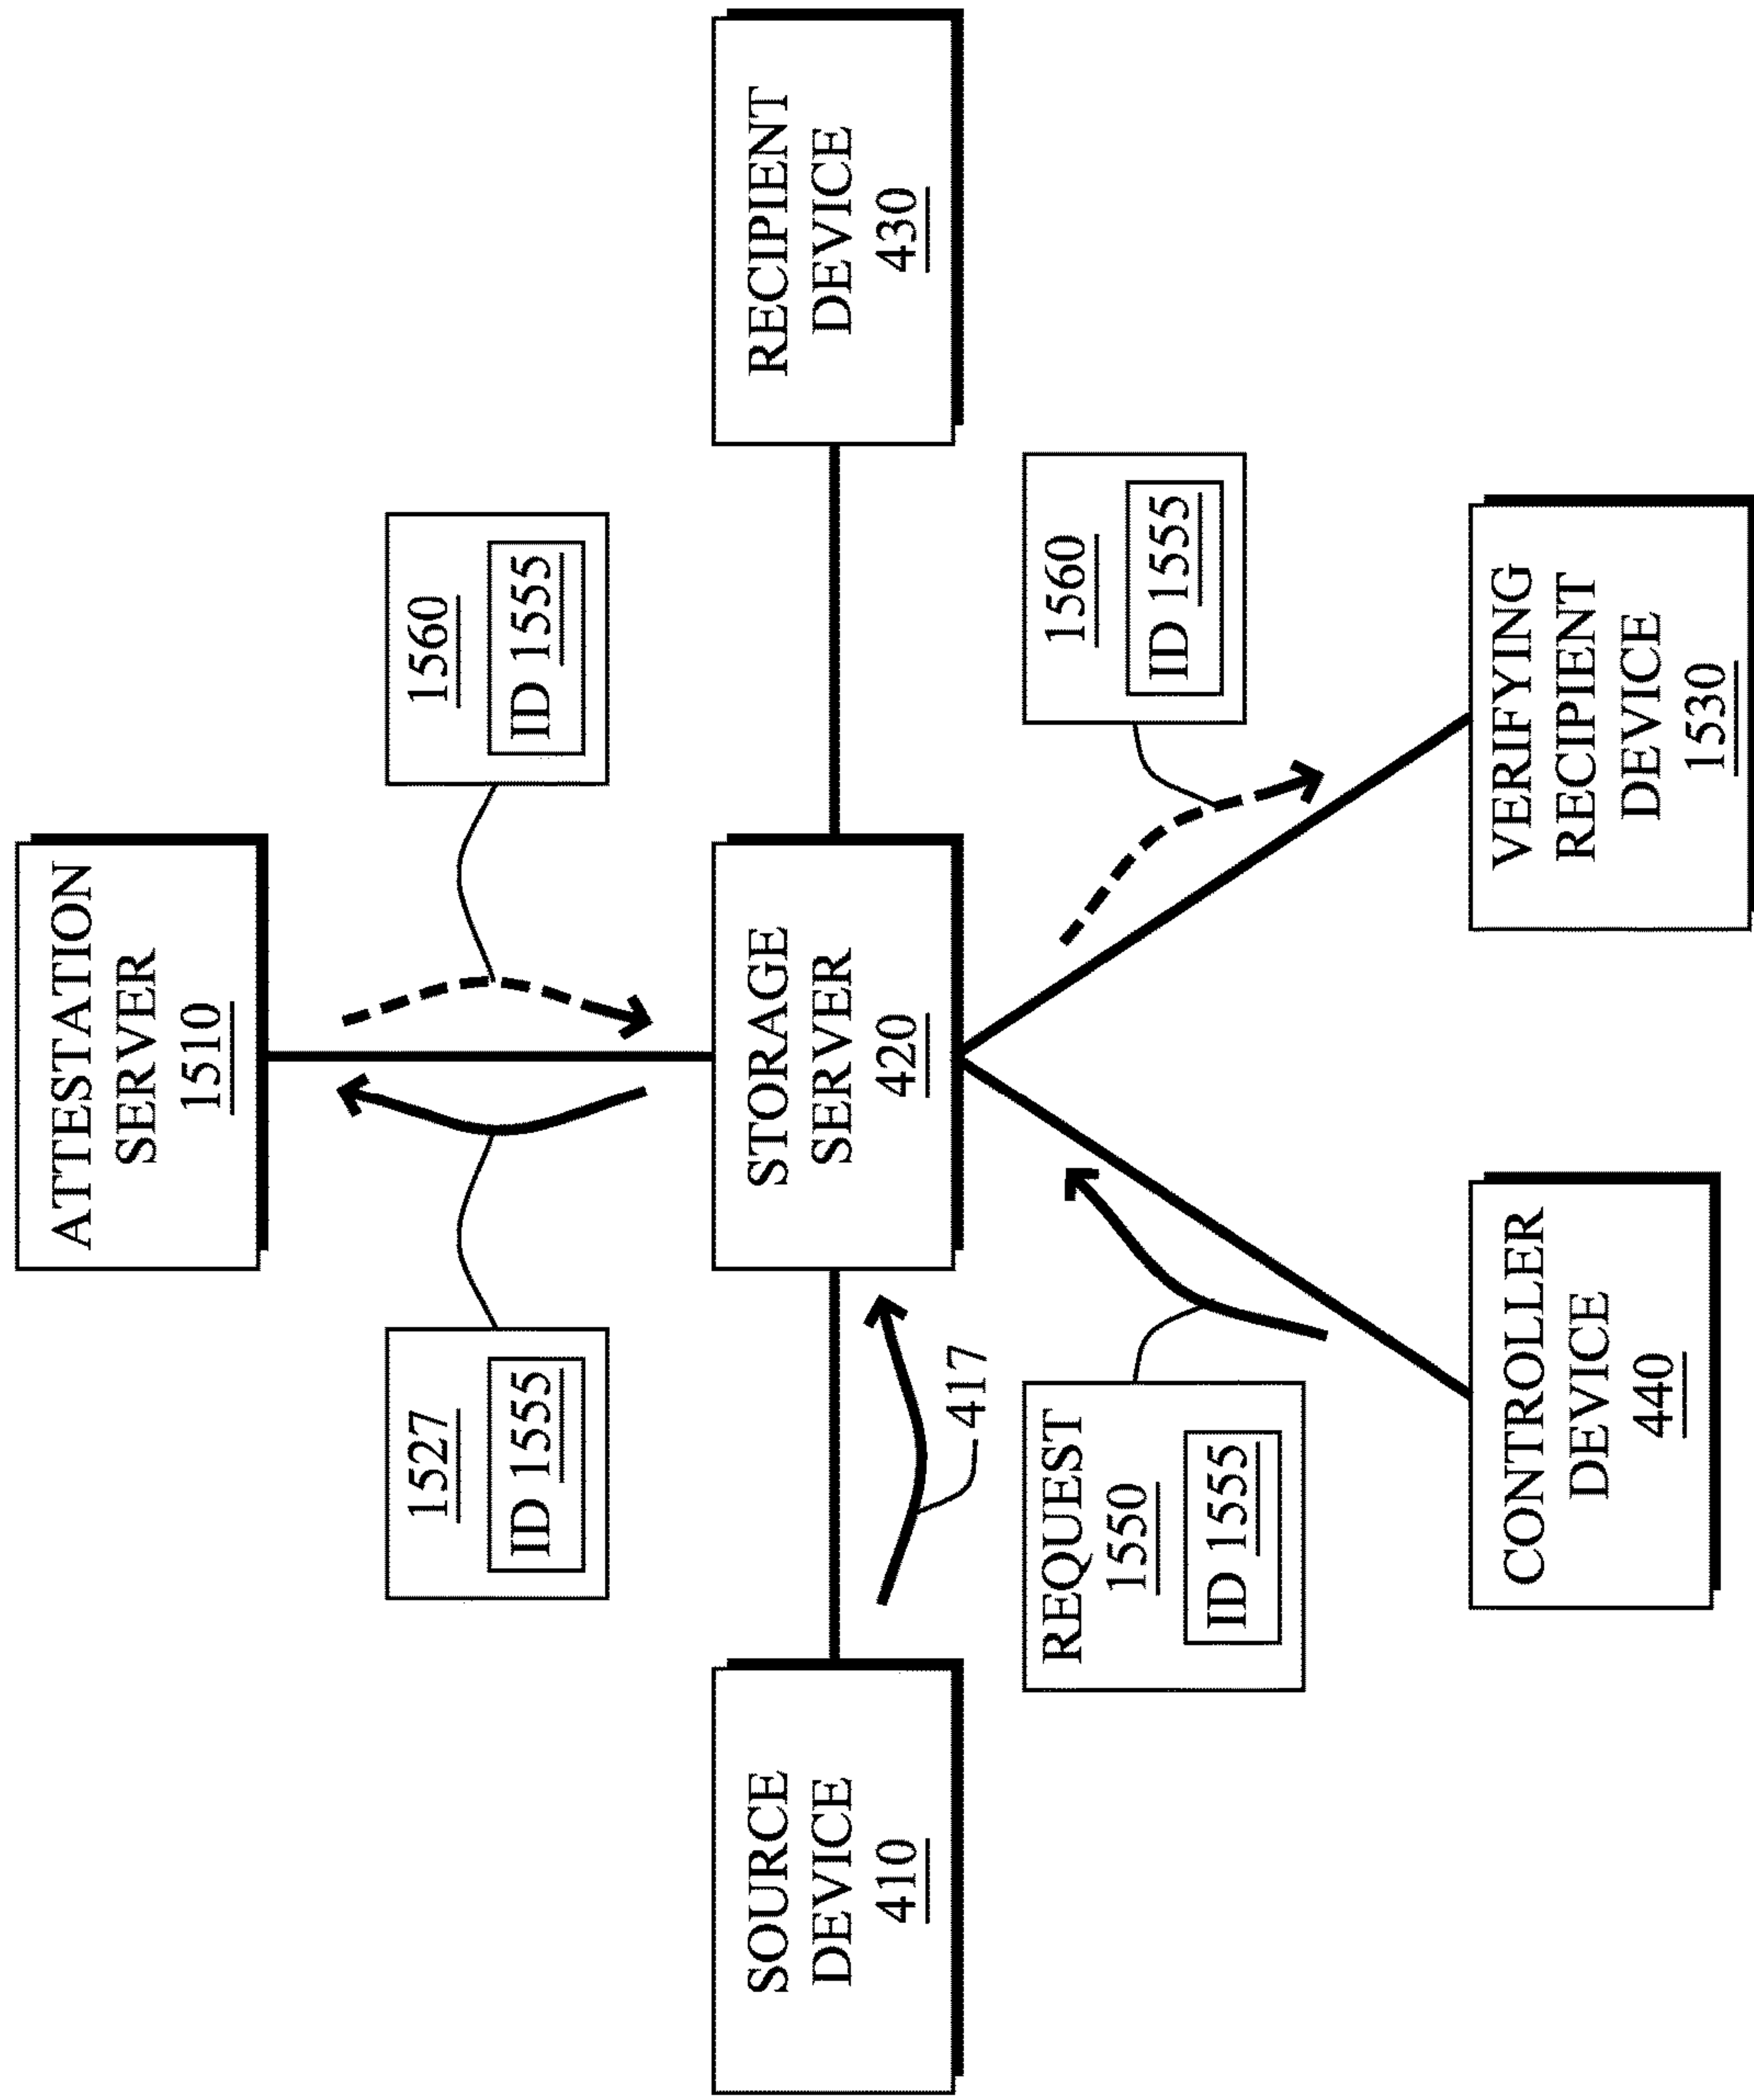 ATTESTATION
SERVER
1510
1527
ID 1555
1560
ID 1555
SOURCE
DEVICE
410
STORAGE
SERVER
420
RECIPIENT
DEVICE
430
417
REQUEST
1550
ID 1555
1560
ID 1555
CONTROLLER
DEVICE
440
VERIFYING
RECIPIENT
DEVICE
1530